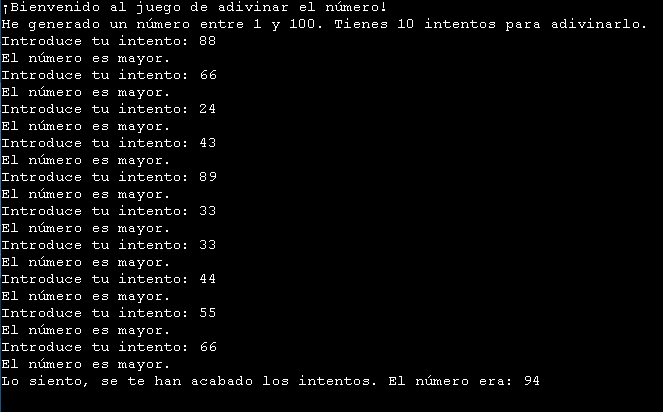 ¡Bienvenido al juego de adivinar el número!
He generado un número entre 1 y 100. Tienes 10 intentos para adivinarlo.
Introduce tu intento: 88
El número es mayor.
Introduce tu intento: 66
El número es mayor.
Introduce tu intento: 24
El número es mayor.
Introduce tu intento: 43
El número es mayor.
Introduce tu intento: 89
El número es mayor.
Introduce tu intento: 33
El número es mayor.
Introduce tu intento: 33
El número es mayor.
Introduce tu intento: 44
El número es mayor.
Introduce tu intento: 55
El número es mayor.
Introduce tu intento: 66
El número es mayor.
Lo siento, se te han acabado los intentos. El número era: 94